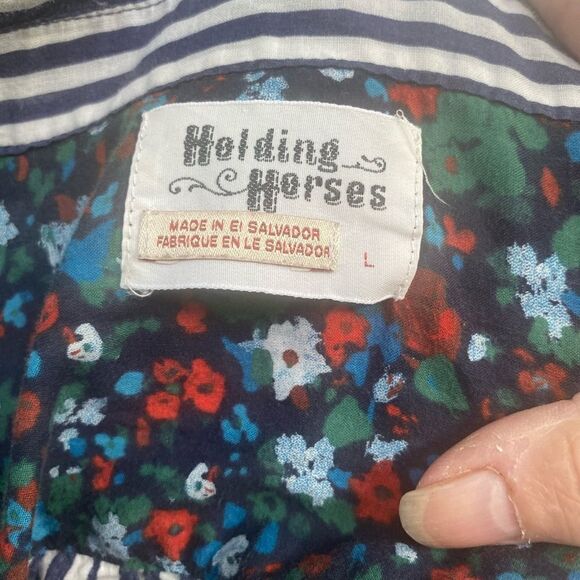 Holding
Horses
MADE IN El SALVADOR
FABRIQUE EN LE SALVADOR
L